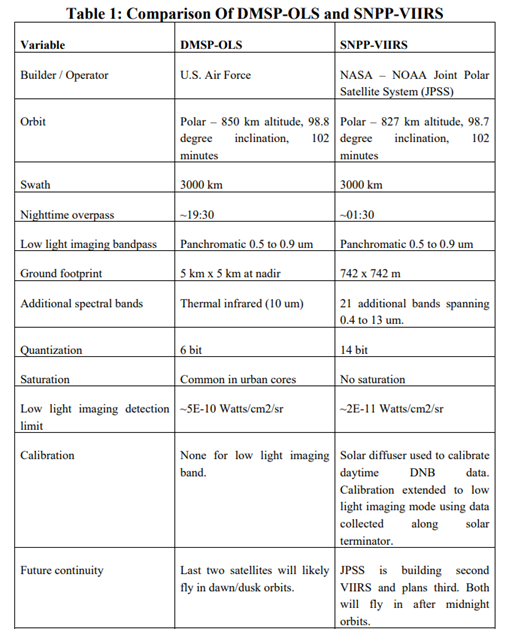 Table 1: Comparison Of DMSP-OLS and SNPP-VIIRS
Variable DMSP-OLS SNPP-VIIRS
Builder / Operator U.S. Air Force NASA – NOAA Joint Polar
Satellite System (JPSS)
Orbit Polar – 850 km altitude, 98.8 Polar – 827 km altitude, 98.7
degree inclination, 102 degree inclination, 102
minutes minutes
Swath 3000 km 3000 km
Nighttime overpass ~19:30 ~01:30
Low light imaging bandpass Panchromatic 0.5 to 0.9 um Panchromatic 0.5 to 0.9 um
Ground footprint 5 km x 5 km at nadir 742 x 742 m
Additional spectral bands Thermal infrared (10 um) 21 additional bands spanning
0.4 to 13 um.
Quantization 6 bit 14 bit
Saturation Common in urban cores No saturation
Low light imaging detection ~5E-10 Watts/cm2/sr ~2E-11 Watts/cm2/sr
limit
Calibration None for low light imaging Solar diffuser used to calibrate
band. daytime DNB data.
Calibration extended to low
light imaging mode using data
collected along solar
terminator.
Future continuity Last two satellites will likely JPSS is building second
fly in dawn/dusk orbits. VIIRS and plans third. Both
will fly in after midnight
orbits.